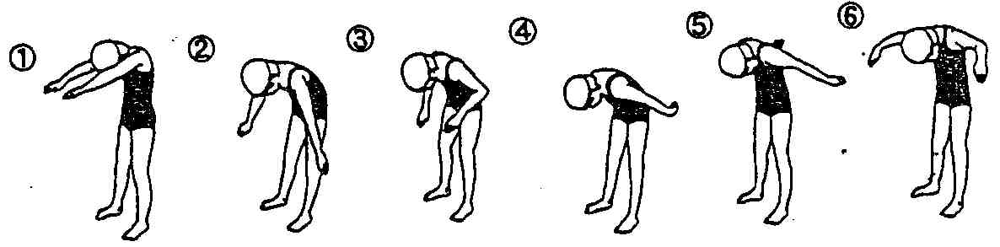 ① ② ③ ④ ⑤ ⑥